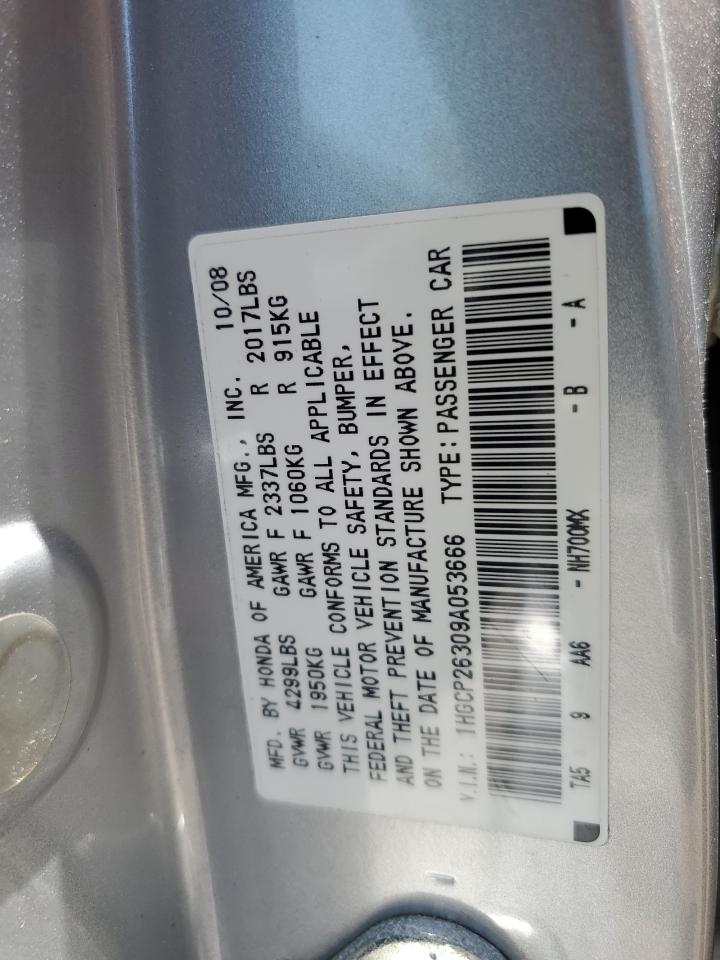 MFD. BY HONDA OF AMERICA MFG., INC. 10/08
GVWR 4299LBS GAWR F 2337LBS R 2017LBS
GVWR 1950KG GAWR F 1060KG R 915KG
THIS VEHICLE CONFORMS TO ALL APPLICABLE
FEDERAL MOTOR VEHICLE SAFETY, BUMPER,
AND THEFT PREVENTION STANDARDS IN EFFECT
ON THE DATE OF MANUFACTURE SHOWN ABOVE.
V.I.N.: 1HGCP26309A053666 TYPE: PASSENGER CAR
TA5 9 AA6 - NH700MX - B - A